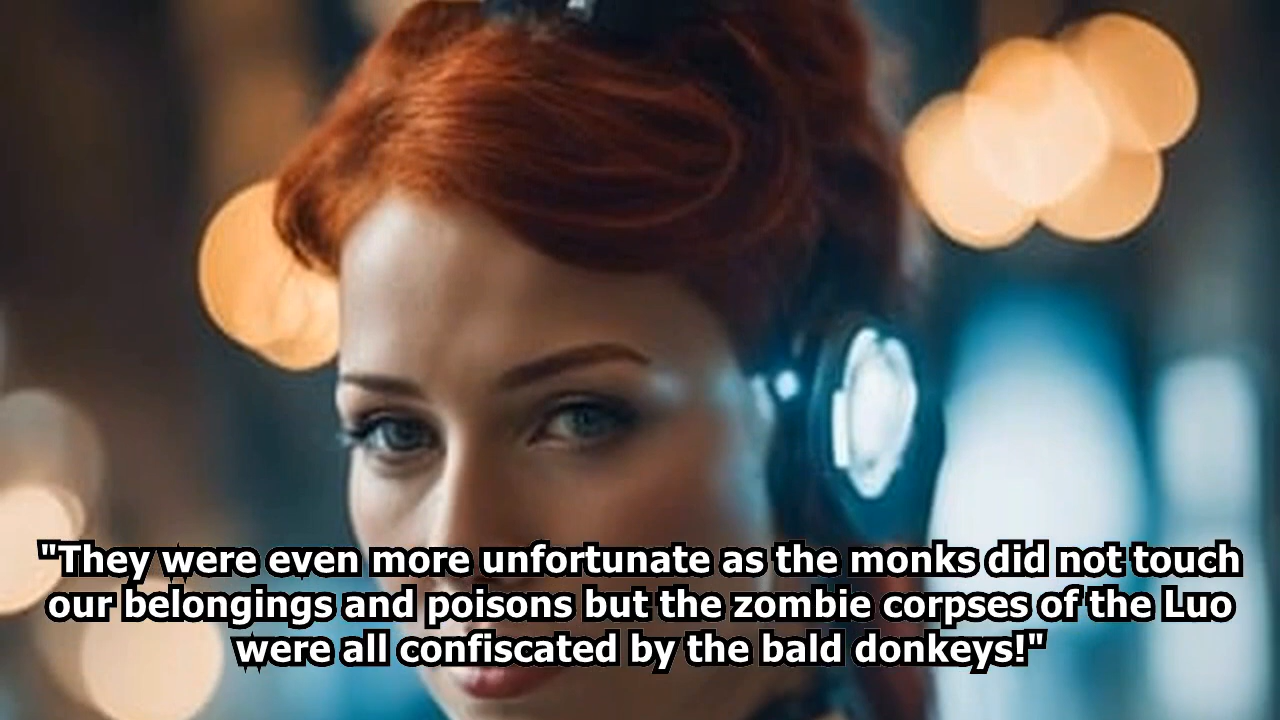 "They were even more unfortunate as the monks did not touch
our belongings and poisons but the zombie corpses of the Luo
were all confiscated by the bald donkeys!"